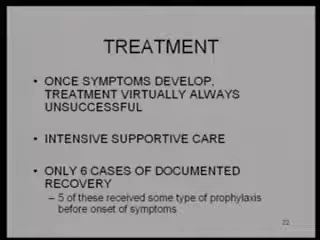 TREATMENT
• ONCE SYMPTOMS DEVELOP,
TREATMENT VIRTUALLY ALWAYS
UNSUCCESSFUL
• INTENSIVE SUPPORTIVE CARE
• ONLY 6 CASES OF DOCUMENTED
RECOVERY
– 5 of these received some type of prophylaxis
before onset of symptoms
22